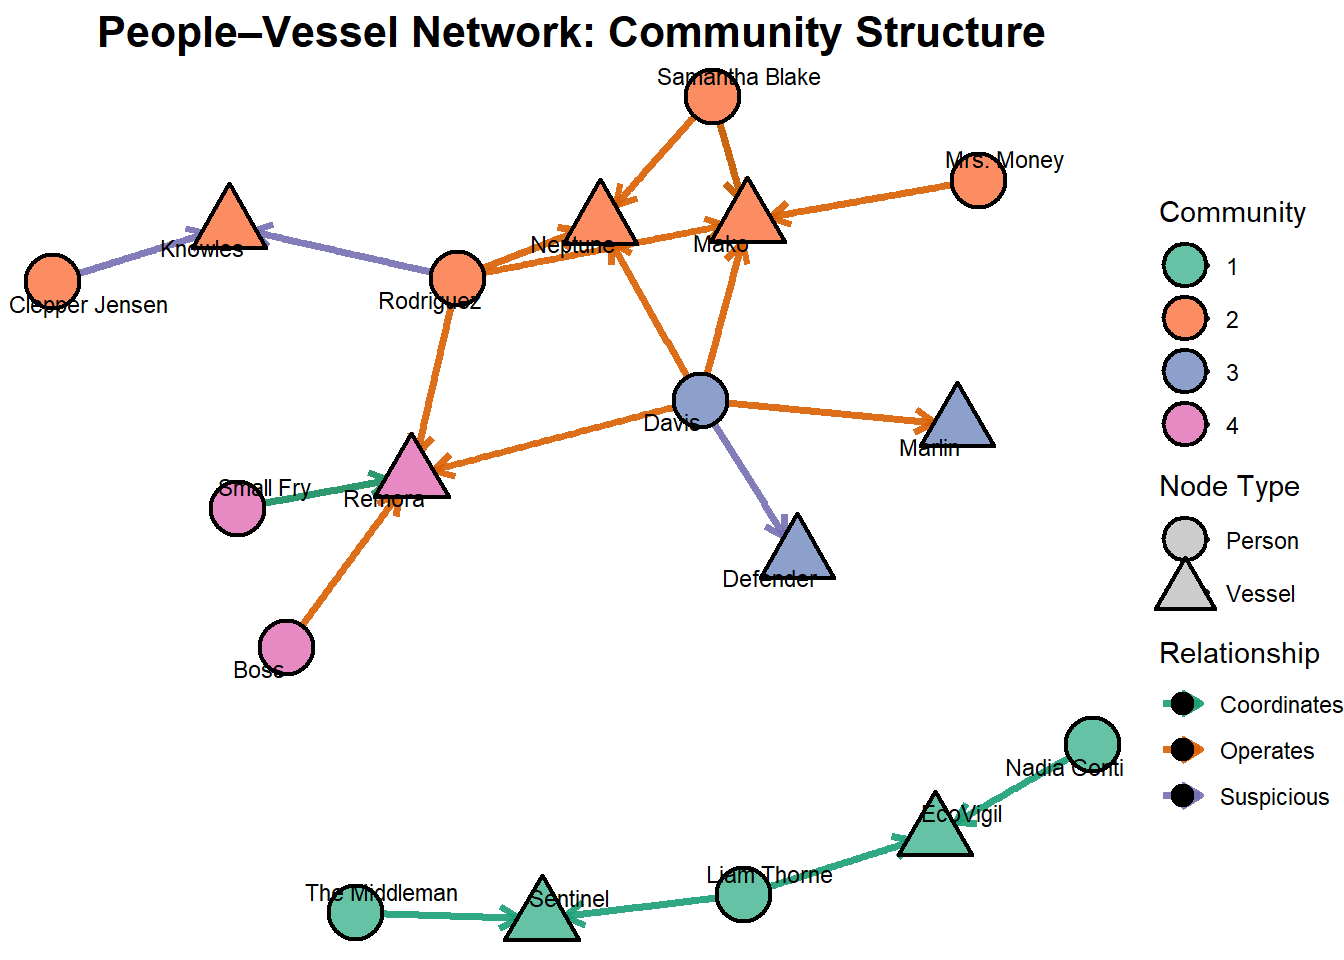 People–Vessel Network: Community Structure
Samantha Blake
Mrs. Money
Knowles
Neptune
Mako
Clepper Jensen
Rodriguez
Davis
Marlin
Small Fry
Remora
Defender
Boss
Nadia Conti
EcoVigil
Liam Thorne
The Middleman
Sentinel
Community
1
2
3
4
Node Type
Person
Vessel
Relationship
Coordinates
Operates
Suspicious